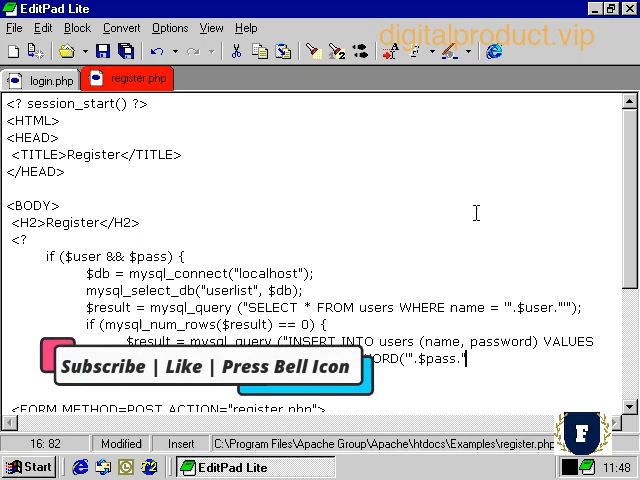 EditPad Lite
File Edit Block Convert Options View Help
digitalproduct.vip
login.php register.php
<? session_start() ?>
<HTML>
<HEAD>
<TITLE>Register</TITLE>
</HEAD>
<BODY>
<H2>Register</H2>
<?
if ($user && $pass) {
$db = mysql_connect("localhost");
mysql_select_db("userlist", $db);
$result = mysql_query ("SELECT * FROM users WHERE name = '".$user."'");
if (mysql_num_rows($result) == 0) {
$result = mysql_query ("INSERT INTO users (name, password) VALUES
WORD('".$pass."
Subscribe | Like | Press Bell Icon
<FORM METHOD=POST ACTION="register.php">
F
16: 82 Modified Insert C:\Program Files\Apache Group\Apache\htdocs\Examples\register.php
Start EditPad Lite 11:48